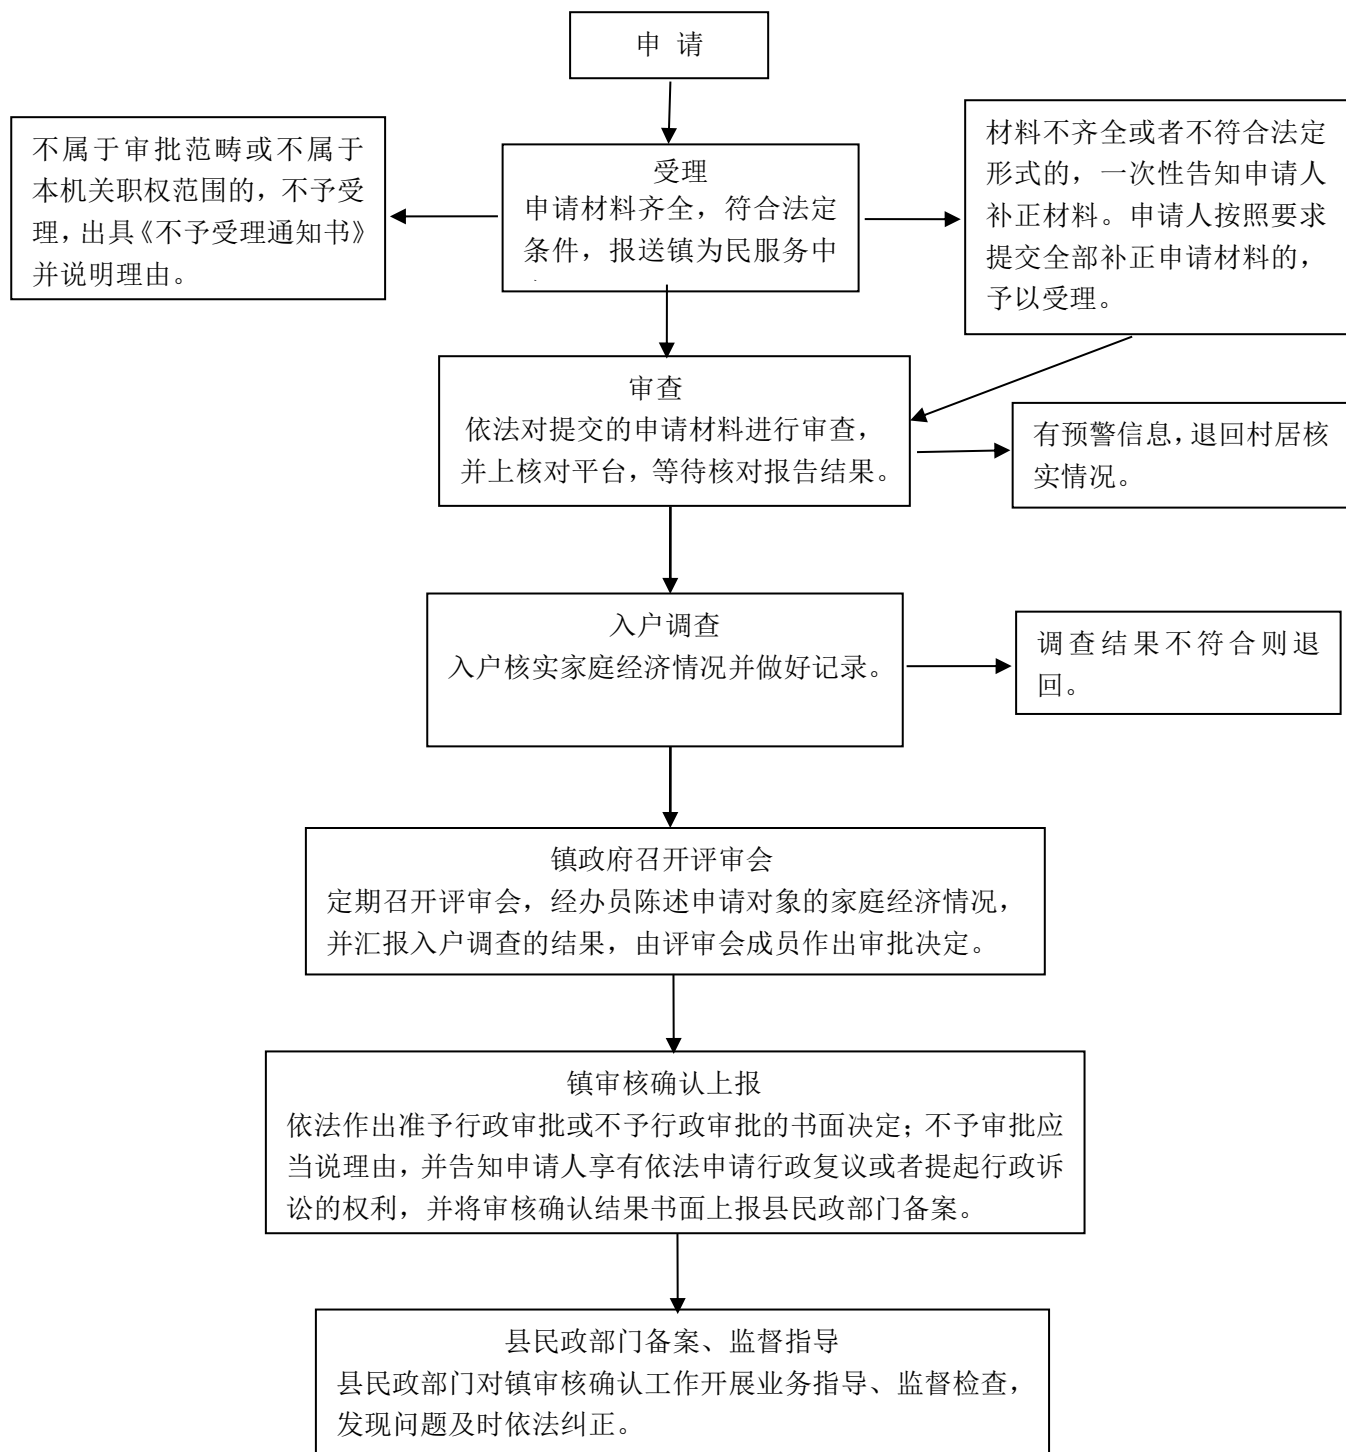 申 请
不属于审批范畴或不属于
本机关职权范围的，不予受
理，出具《不予受理通知书》
并说明理由。
受理
申请材料齐全，符合法定
条件，报送镇为民服务中
材料不齐全或者不符合法定
形式的，一次性告知申请人
补正材料。申请人按照要求
提交全部补正申请材料的，
予以受理。
审查
依法对提交的申请材料进行审查，
并上核对平台，等待核对报告结果。
有预警信息，退回村居核
实情况。
入户调查
入户核实家庭经济情况并做好记录。
调查结果不符合则退
回。
镇政府召开评审会
定期召开评审会，经办员陈述申请对象的家庭经济情况，
并汇报入户调查的结果，由评审会成员作出审批决定。
镇审核确认上报
依法作出准予行政审批或不予行政审批的书面决定；不予审批应
当说理由，并告知申请人享有依法申请行政复议或者提起行政诉
讼的权利，并将审核确认结果书面上报县民政部门备案。
县民政部门备案、监督指导
县民政部门对镇审核确认工作开展业务指导、监督检查，
发现问题及时依法纠正。